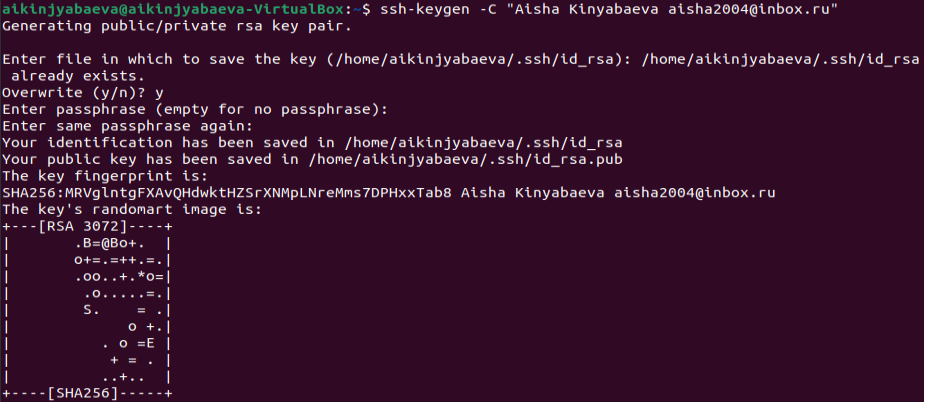 aikinjyabaeva@aikinjyabaeva-VirtualBox:~$ ssh-keygen -C "Aisha Kinyabaeva aisha2004@inbox.ru"
Generating public/private rsa key pair.

Enter file in which to save the key (/home/aikinjyabaeva/.ssh/id_rsa): /home/aikinjyabaeva/.ssh/id_rsa
 already exists.
Overwrite (y/n)? y
Enter passphrase (empty for no passphrase):
Enter same passphrase again:
Your identification has been saved in /home/aikinjyabaeva/.ssh/id_rsa
Your public key has been saved in /home/aikinjyabaeva/.ssh/id_rsa.pub
The key fingerprint is:
SHA256:MRVglntgFXAvQHdwktHZSrXNMpLNreMms7DPHxxTab8 Aisha Kinyabaeva aisha2004@inbox.ru
The key's randomart image is:
+---[RSA 3072]----+
|        .B=@Bo+.  |
|        o+=.=++.=.|
|        .oo..+.*o=|
|         .o.....=.|
|         S.    = .|
|              o +.|
|           . o =E |
|            + = . |
|           ..+..  |
+----[SHA256]-----+